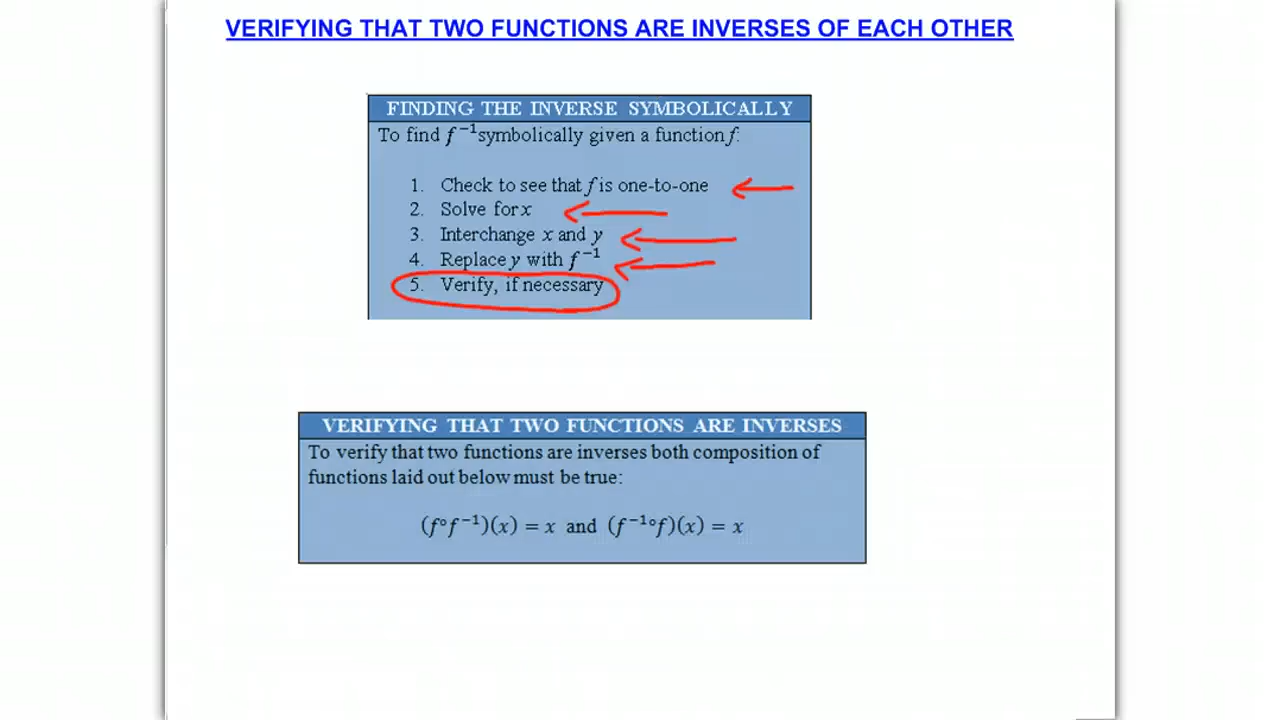 VERIFYING THAT TWO FUNCTIONS ARE INVERSES OF EACH OTHER
FINDING THE INVERSE SYMBOLICALLY
To find f⁻¹symbolically given a function f:
1. Check to see that f is one-to-one
2. Solve for x
3. Interchange x and y
4. Replace y with f⁻¹
5. Verify, if necessary
VERIFYING THAT TWO FUNCTIONS ARE INVERSES
To verify that two functions are inverses both composition of
functions laid out below must be true:
(f∘f⁻¹)(x) = x and (f⁻¹∘f)(x) = x